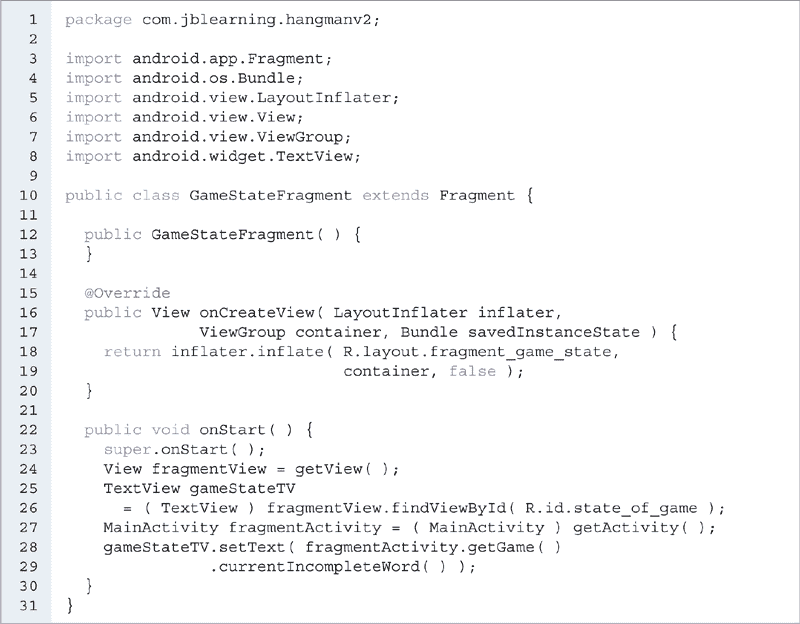 1 package com.jblearning.hangmanv2;
2
3 import android.app.Fragment;
4 import android.os.Bundle;
5 import android.view.LayoutInflater;
6 import android.view.View;
7 import android.view.ViewGroup;
8 import android.widget.TextView;
9
10 public class GameStateFragment extends Fragment {
11
12   public GameStateFragment( ) {
13   }
14
15   @Override
16   public View onCreateView( LayoutInflater inflater,
17               ViewGroup container, Bundle savedInstanceState ) {
18     return inflater.inflate( R.layout.fragment_game_state,
19                              container, false );
20   }
21
22   public void onStart( ) {
23     super.onStart( );
24     View fragmentView = getView( );
25     TextView gameStateTV
26       = ( TextView ) fragmentView.findViewById( R.id.state_of_game );
27     MainActivity fragmentActivity = ( MainActivity ) getActivity( );
28     gameStateTV.setText( fragmentActivity.getGame( )
29                .currentIncompleteWord( ) );
30   }
31 }